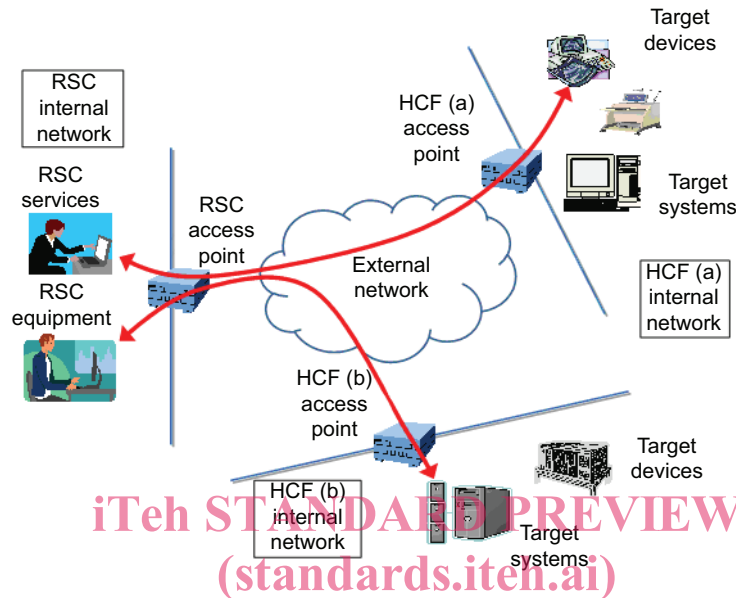 Target
devices
RSC
internal
network
HCF (a)
access
point
RSC
services
RSC
access
point
Target
systems
External
network
HCF (a)
internal
network
RSC
equipment
HCF (b)
access
point
Target
devices
HCF (b)
internal
network
Target
systems
iTeh STANDARD PREVIEW
(standards.iteh.ai)